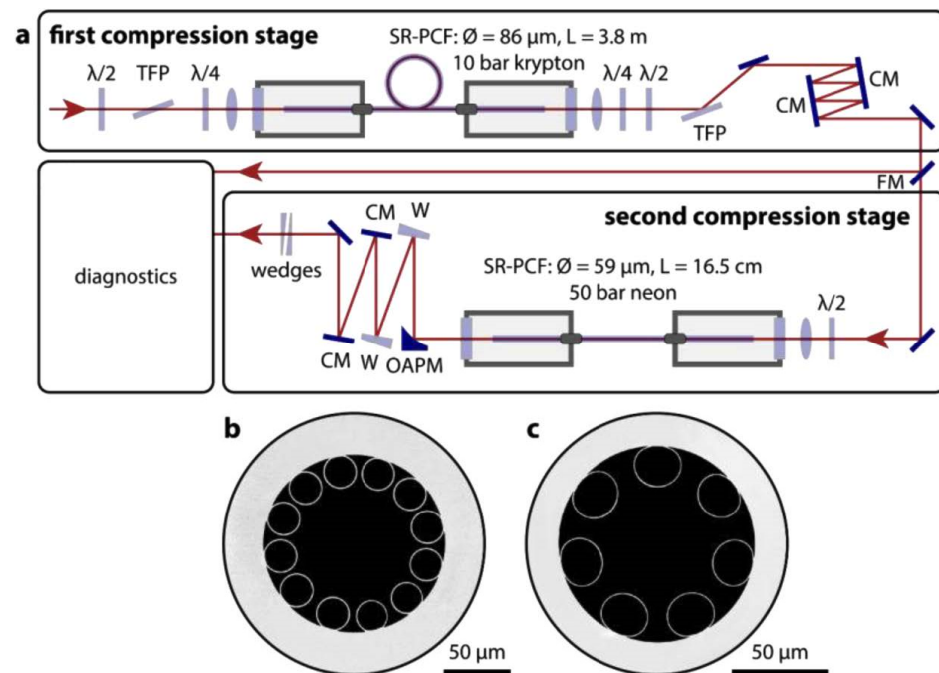 a first compression stage
SR-PCF: Ø = 86 μm, L = 3.8 m
10 bar krypton
λ/2 TFP λ/4
λ/4 λ/2
TFP
CM
CM
FM
second compression stage
diagnostics
wedges
CM W
SR-PCF: Ø = 59 μm, L = 16.5 cm
50 bar neon
λ/2
CM W OAPM
b
c
50 μm
50 μm